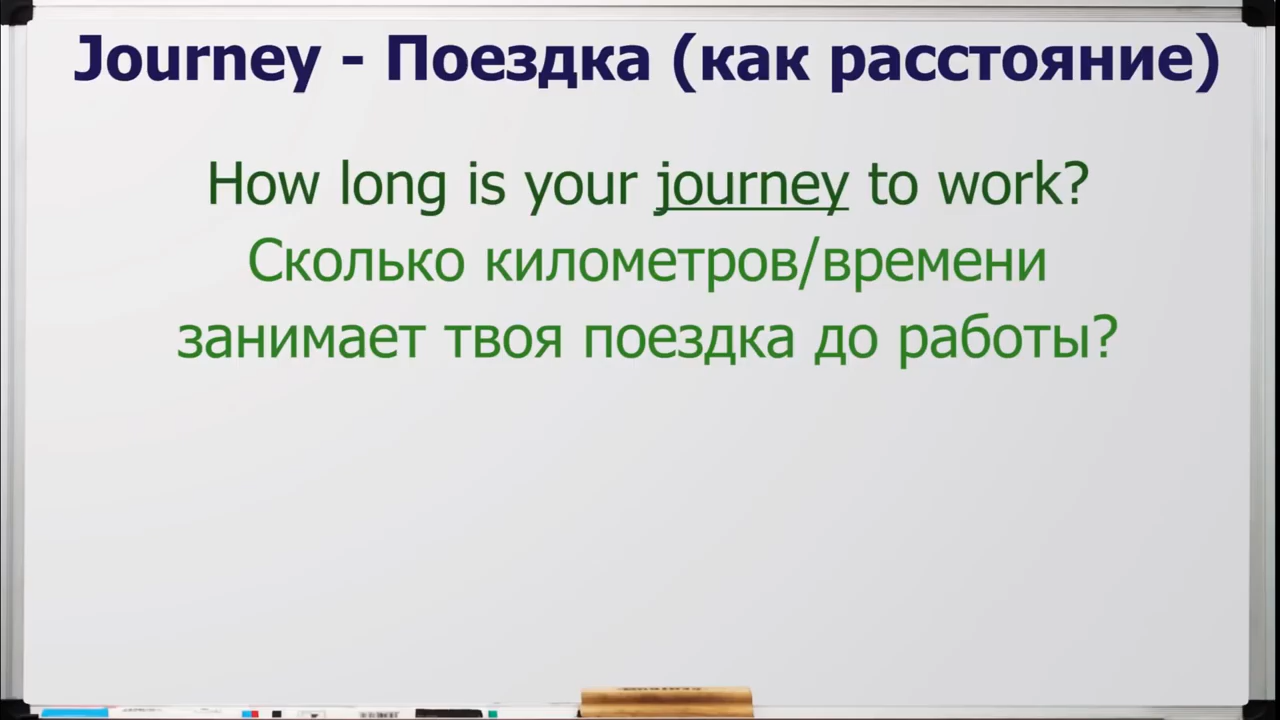 Journey - Поездка (как расстояние)
How long is your journey to work?
Сколько километров/времени
занимает твоя поездка до работы?